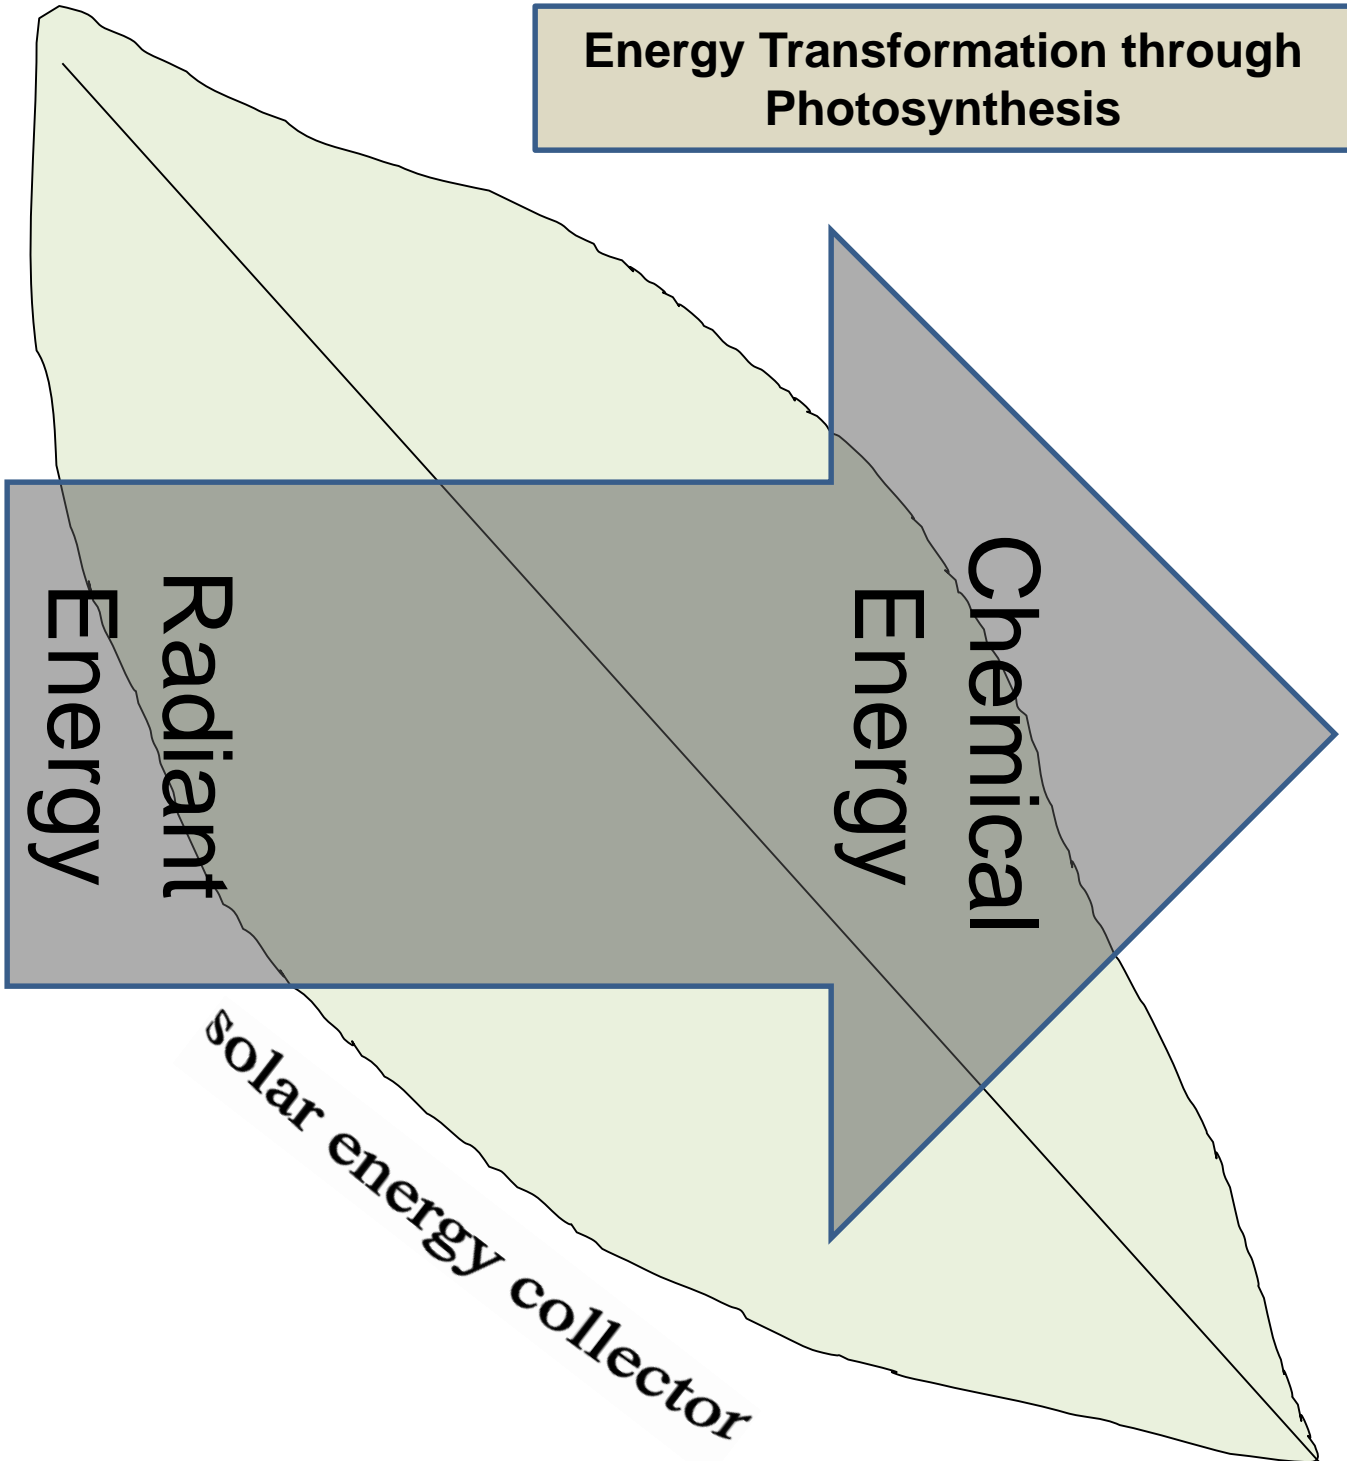 Energy Transformation through
Photosynthesis
Radiant
Energy
Chemical
Energy
solar energy collector